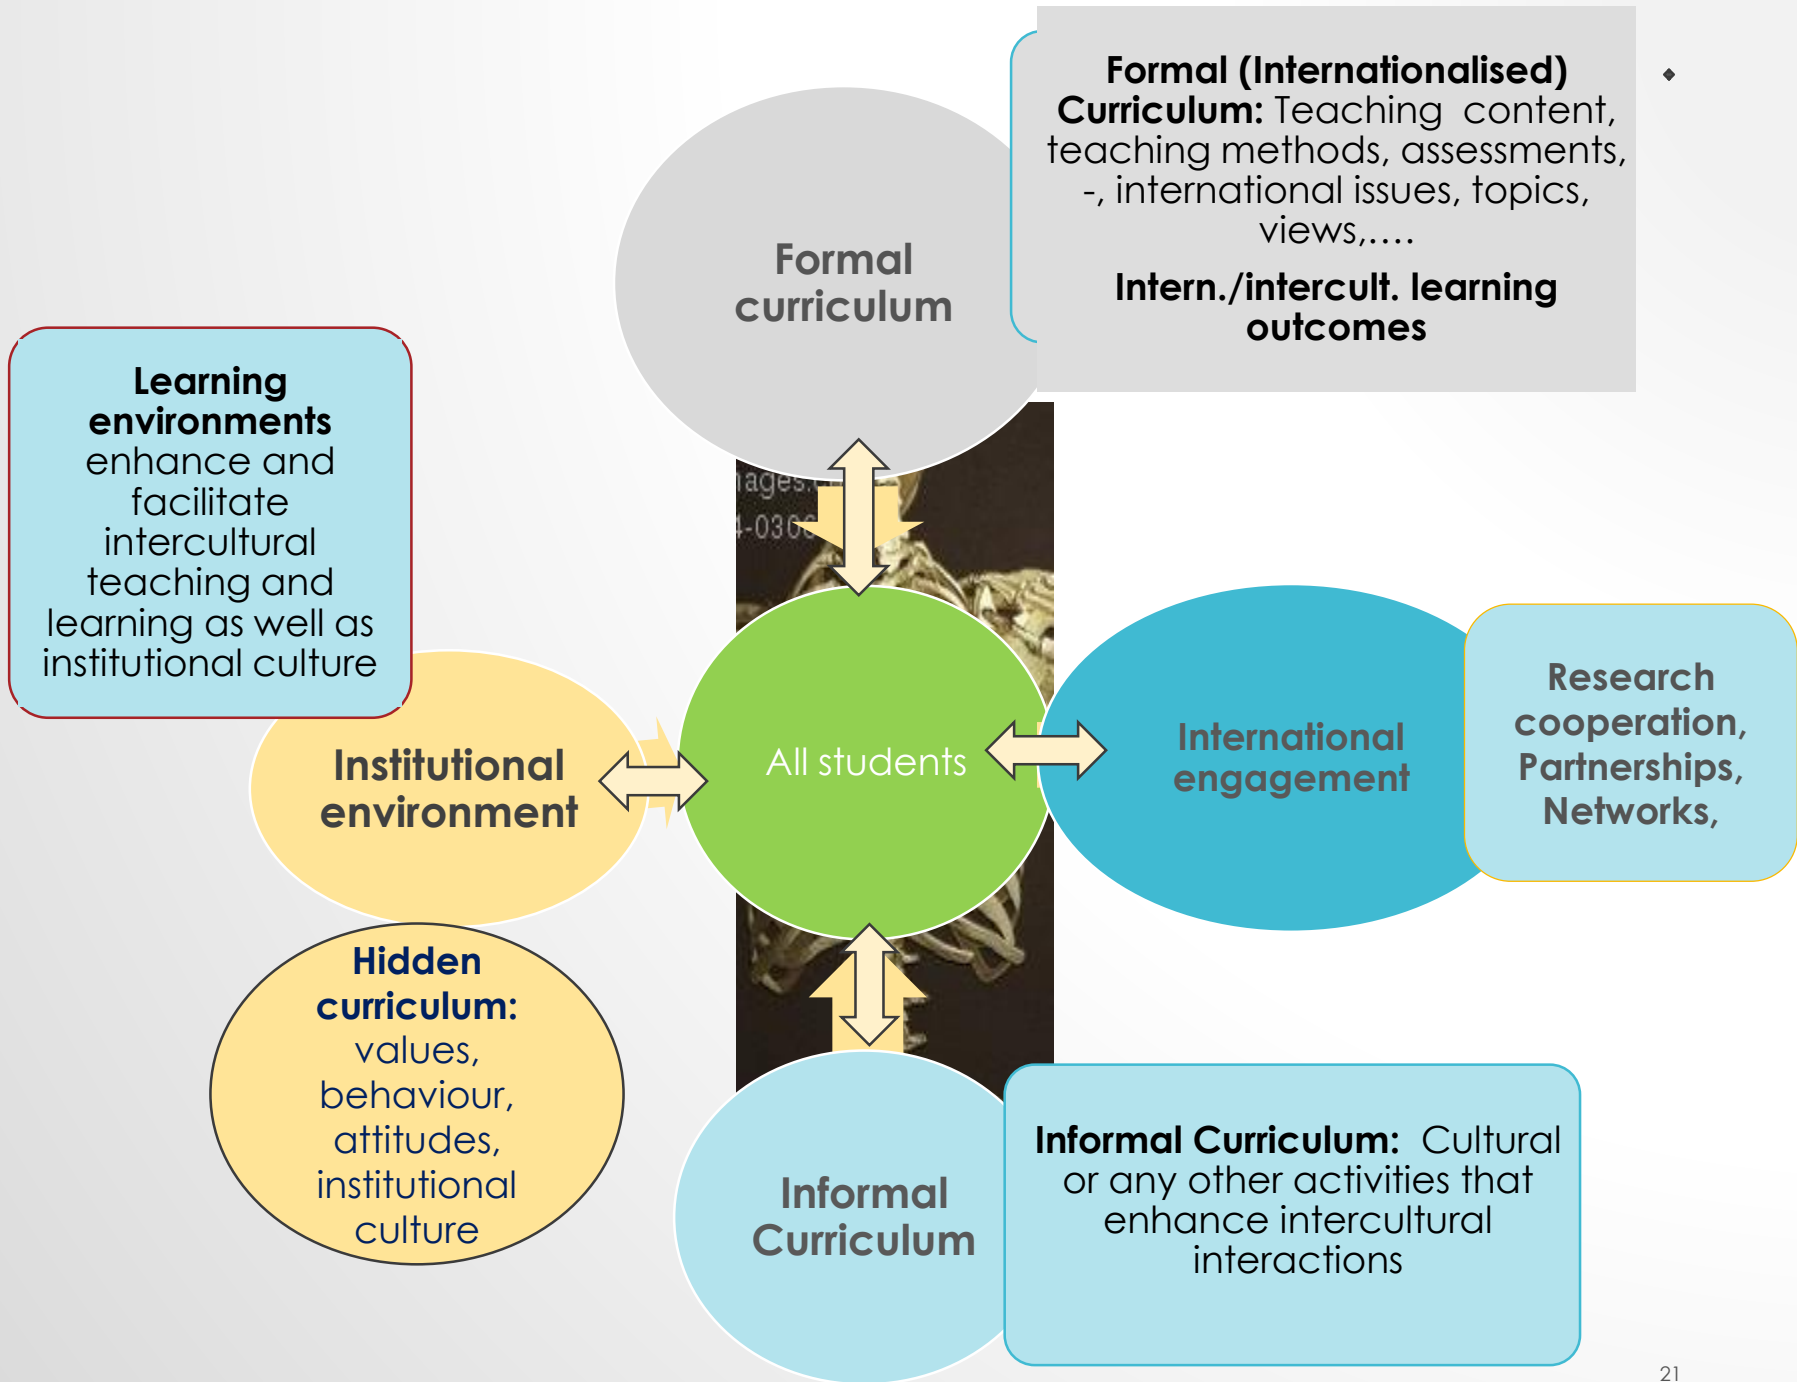 Formal (Internationalised)
Curriculum: Teaching content,
teaching methods, assessments,
-, international issues, topics,
views,....
Intern./intercult. learning
outcomes
Formal
curriculum
Learning
environments
enhance and
facilitate
intercultural
teaching and
learning as well as
institutional culture
Institutional
environment
All students
International
engagement
Research
cooperation,
Partnerships,
Networks,
Hidden
curriculum:
values,
behaviour,
attitudes,
institutional
culture
Informal
Curriculum
Informal Curriculum: Cultural
or any other activities that
enhance intercultural
interactions
21